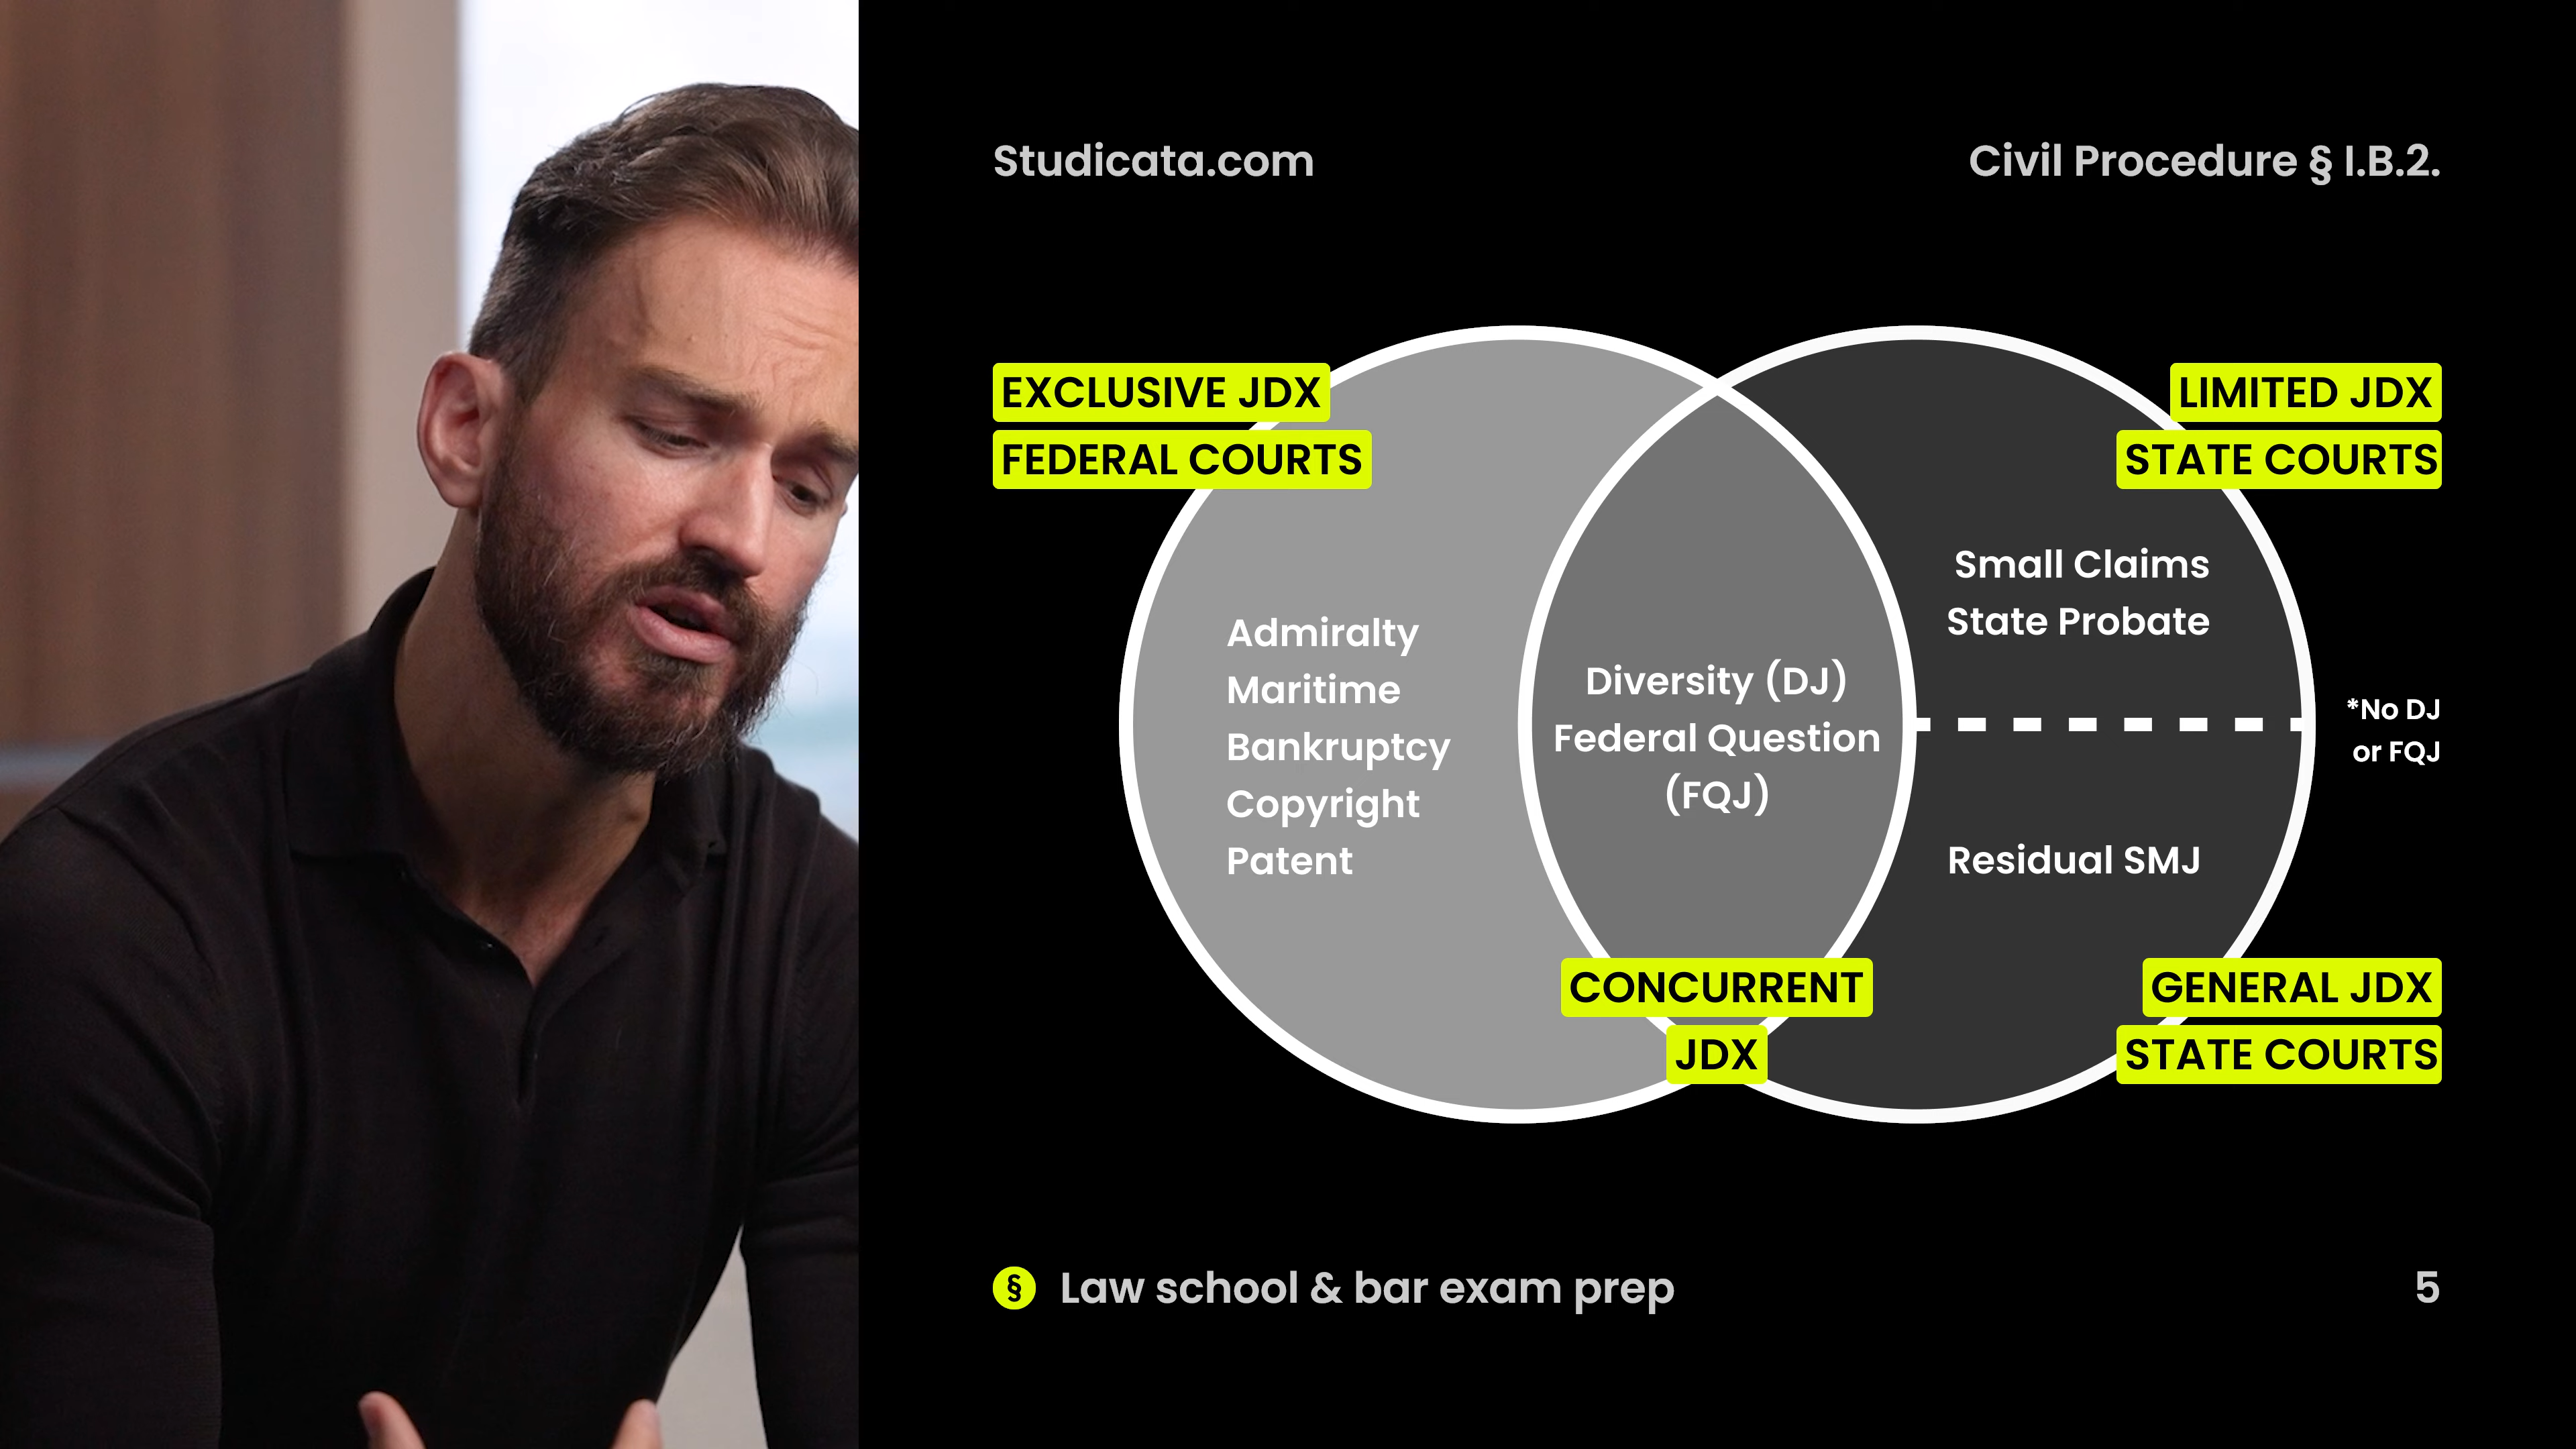 Studicata.com
Civil Procedure § I.B.2.
EXCLUSIVE JDX
FEDERAL COURTS
LIMITED JDX
STATE COURTS
Admiralty
Maritime
Bankruptcy
Copyright
Patent
Diversity (DJ)
Federal Question
(FQJ)
Small Claims
State Probate
*No DJ
or FQJ
Residual SMJ
CONCURRENT
JDX
GENERAL JDX
STATE COURTS
§ Law school & bar exam prep
5